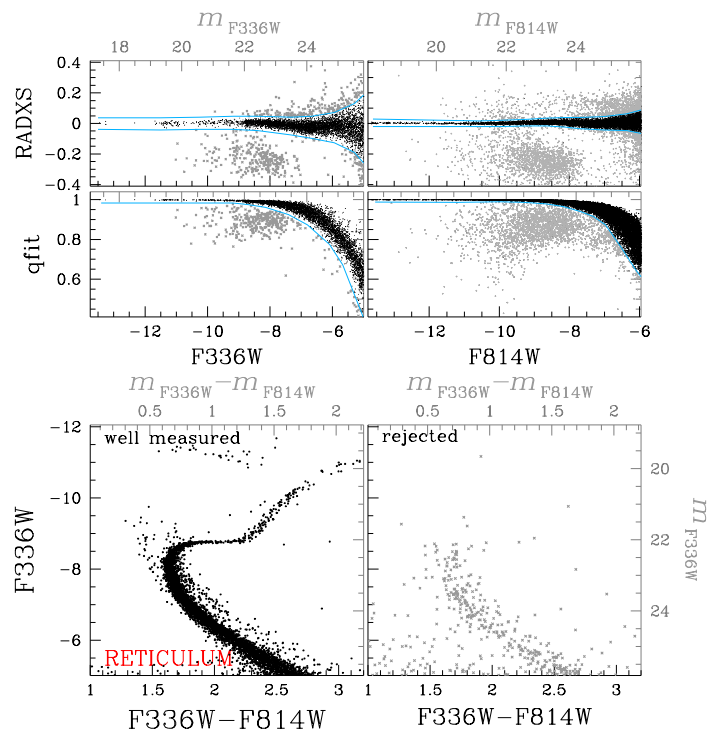 m F336W m F814W
18 20 22 24 20 22 24
0.4
0.2
0
-0.2
-0.4
RADXS
1
0.8
0.6
qfit
-12 -10 -8 -6 -12 -10 -8 -6
F336W F814W
m F336W-m F814W m F336W-m F814W
0.5 1 1.5 2 0.5 1 1.5 2
-12
-10
-8
-6
F336W
well measured rejected
20
22
24
m F336W
RETICULUM
1 1.5 2 2.5 3 1 1.5 2 2.5 3
F336W-F814W F336W-F814W